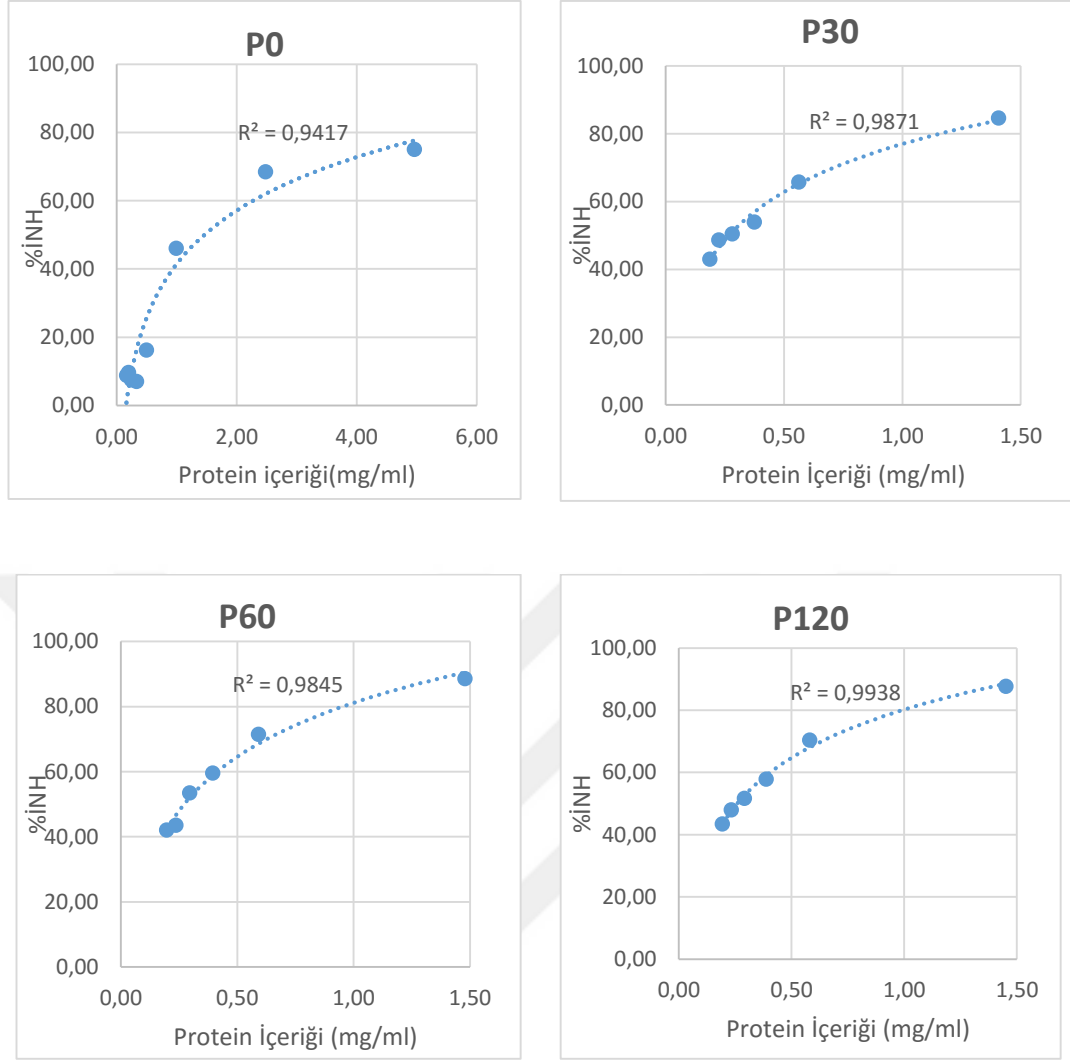 P0
100,00
80,00
60,00
40,00
20,00
0,00
%İNH
R² = 0,9417
0,00 2,00 4,00 6,00
Protein içeriği(mg/ml)
P30
100,00
80,00
60,00
40,00
20,00
0,00
%İNH
R² = 0,9871
0,00 0,50 1,00 1,50
Protein İçeriği (mg/ml)
P60
100,00
80,00
60,00
40,00
20,00
0,00
%İNH
R² = 0,9845
0,00 0,50 1,00 1,50
Protein İçeriği (mg/ml)
P120
100,00
80,00
60,00
40,00
20,00
0,00
%İNH
R² = 0,9938
0,00 0,50 1,00 1,50
Protein İçeriği (mg/ml)